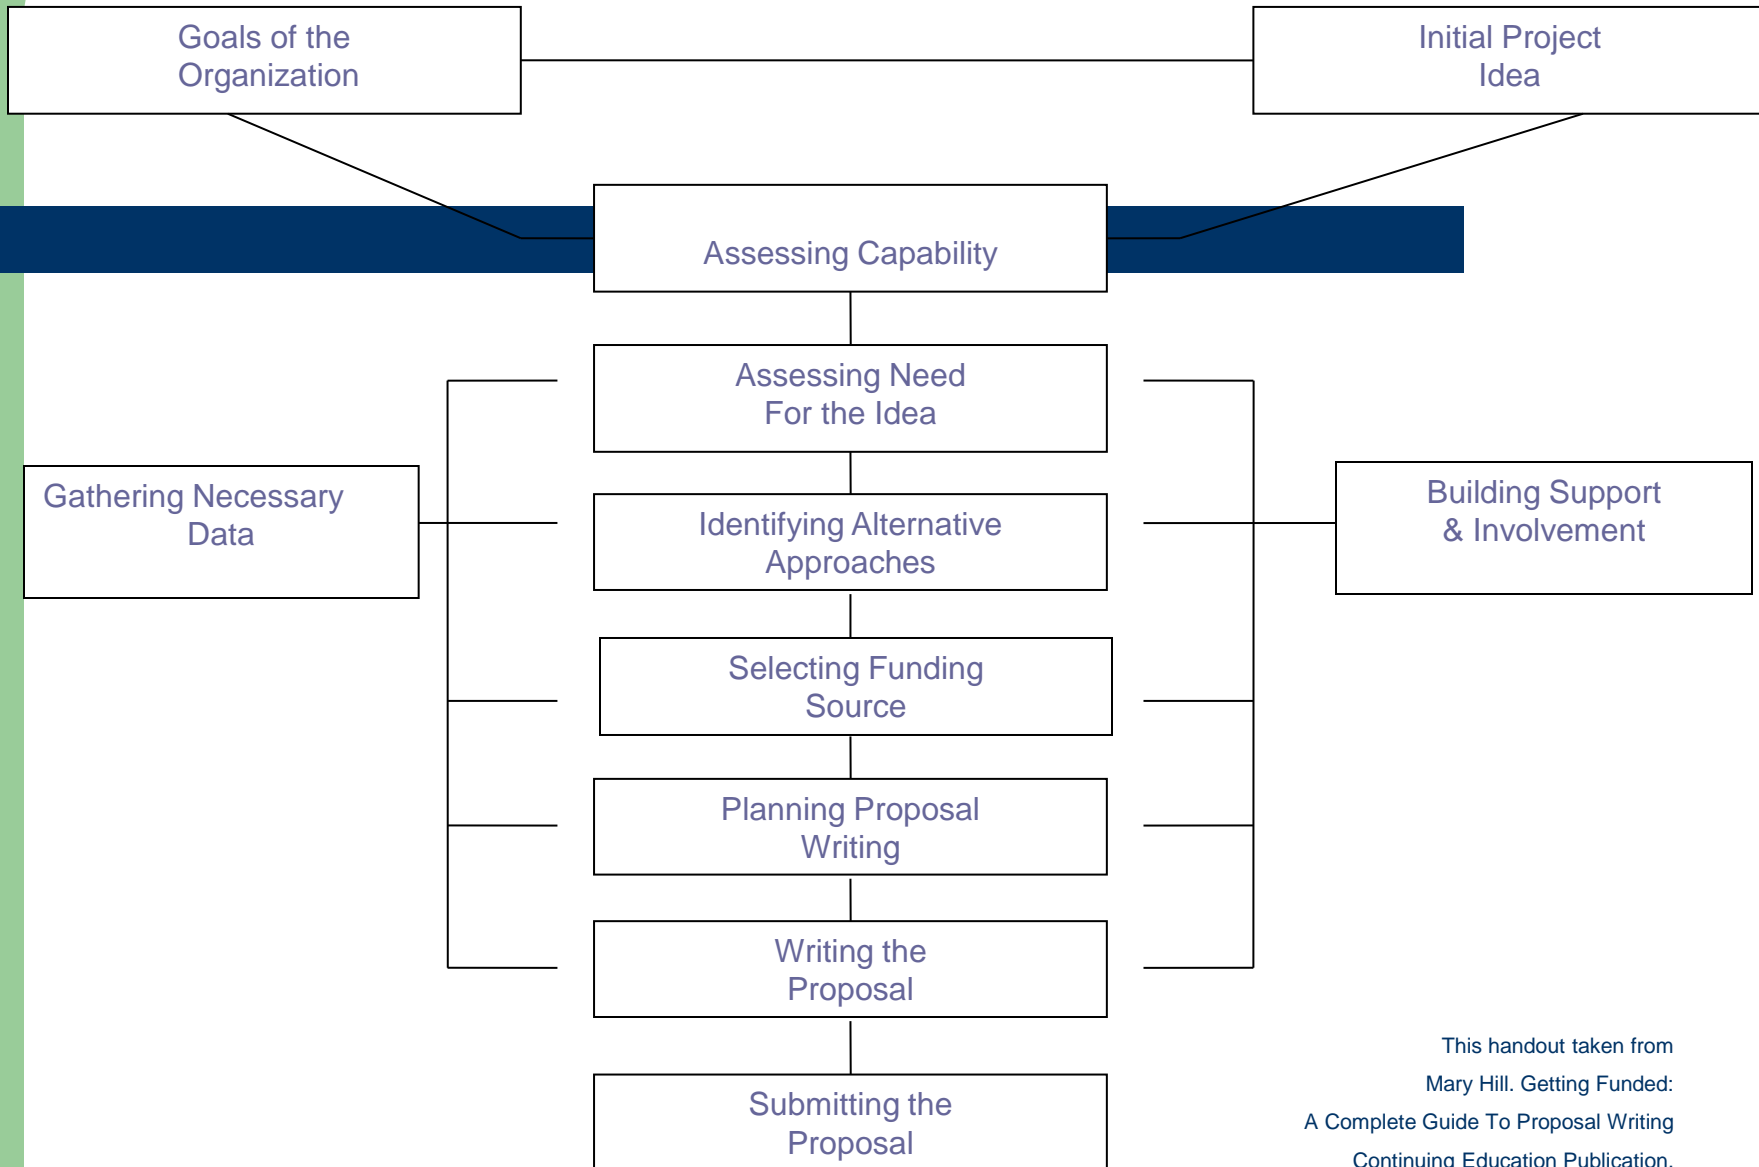 Goals of the
Organization
Initial Project
Idea
Assessing Capability
Assessing Need
For the Idea
Gathering Necessary
Data
Building Support
& Involvement
Identifying Alternative
Approaches
Selecting Funding
Source
Planning Proposal
Writing
Writing the
Proposal
Submitting the
Proposal
This handout taken from
Mary Hill. Getting Funded:
A Complete Guide To Proposal Writing
Continuing Education Publication.